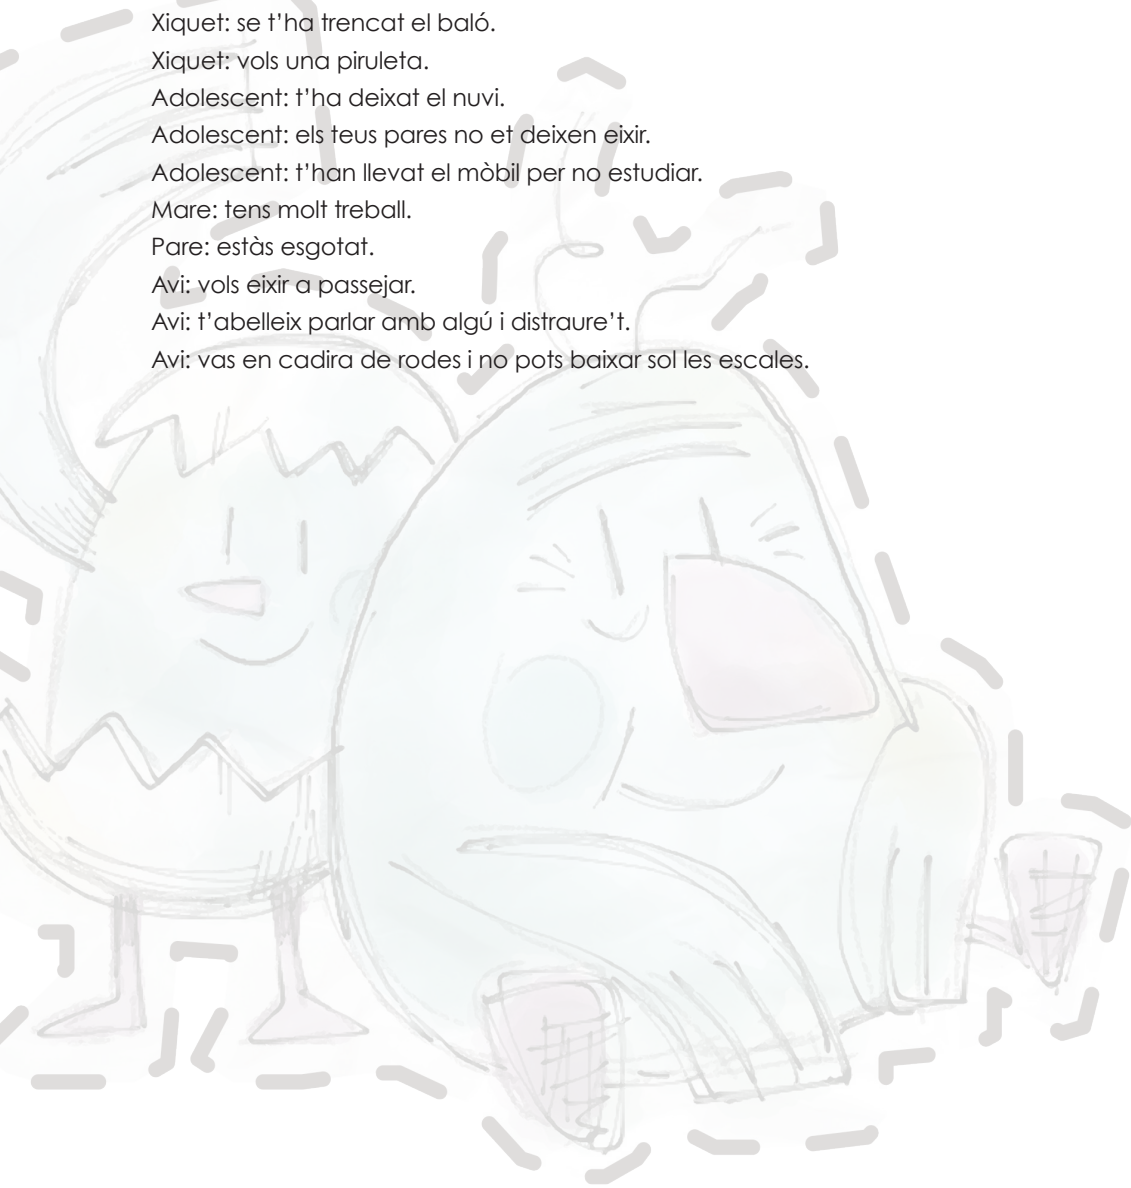 Xiquet: se t’ha trencat el baló.
Xiquet: vols una piruleta.
Adolescent: t’ha deixat el nuvi.
Adolescent: els teus pares no et deixen eixir.
Adolescent: t’han llevat el mòbil per no estudiar.
Mare: tens molt treball.
Pare: estàs esgotat.
Avi: vols eixir a passejar.
Avi: t’abelleix parlar amb algú i distraure’t.
Avi: vas en cadira de rodes i no pots baixar sol les escales.